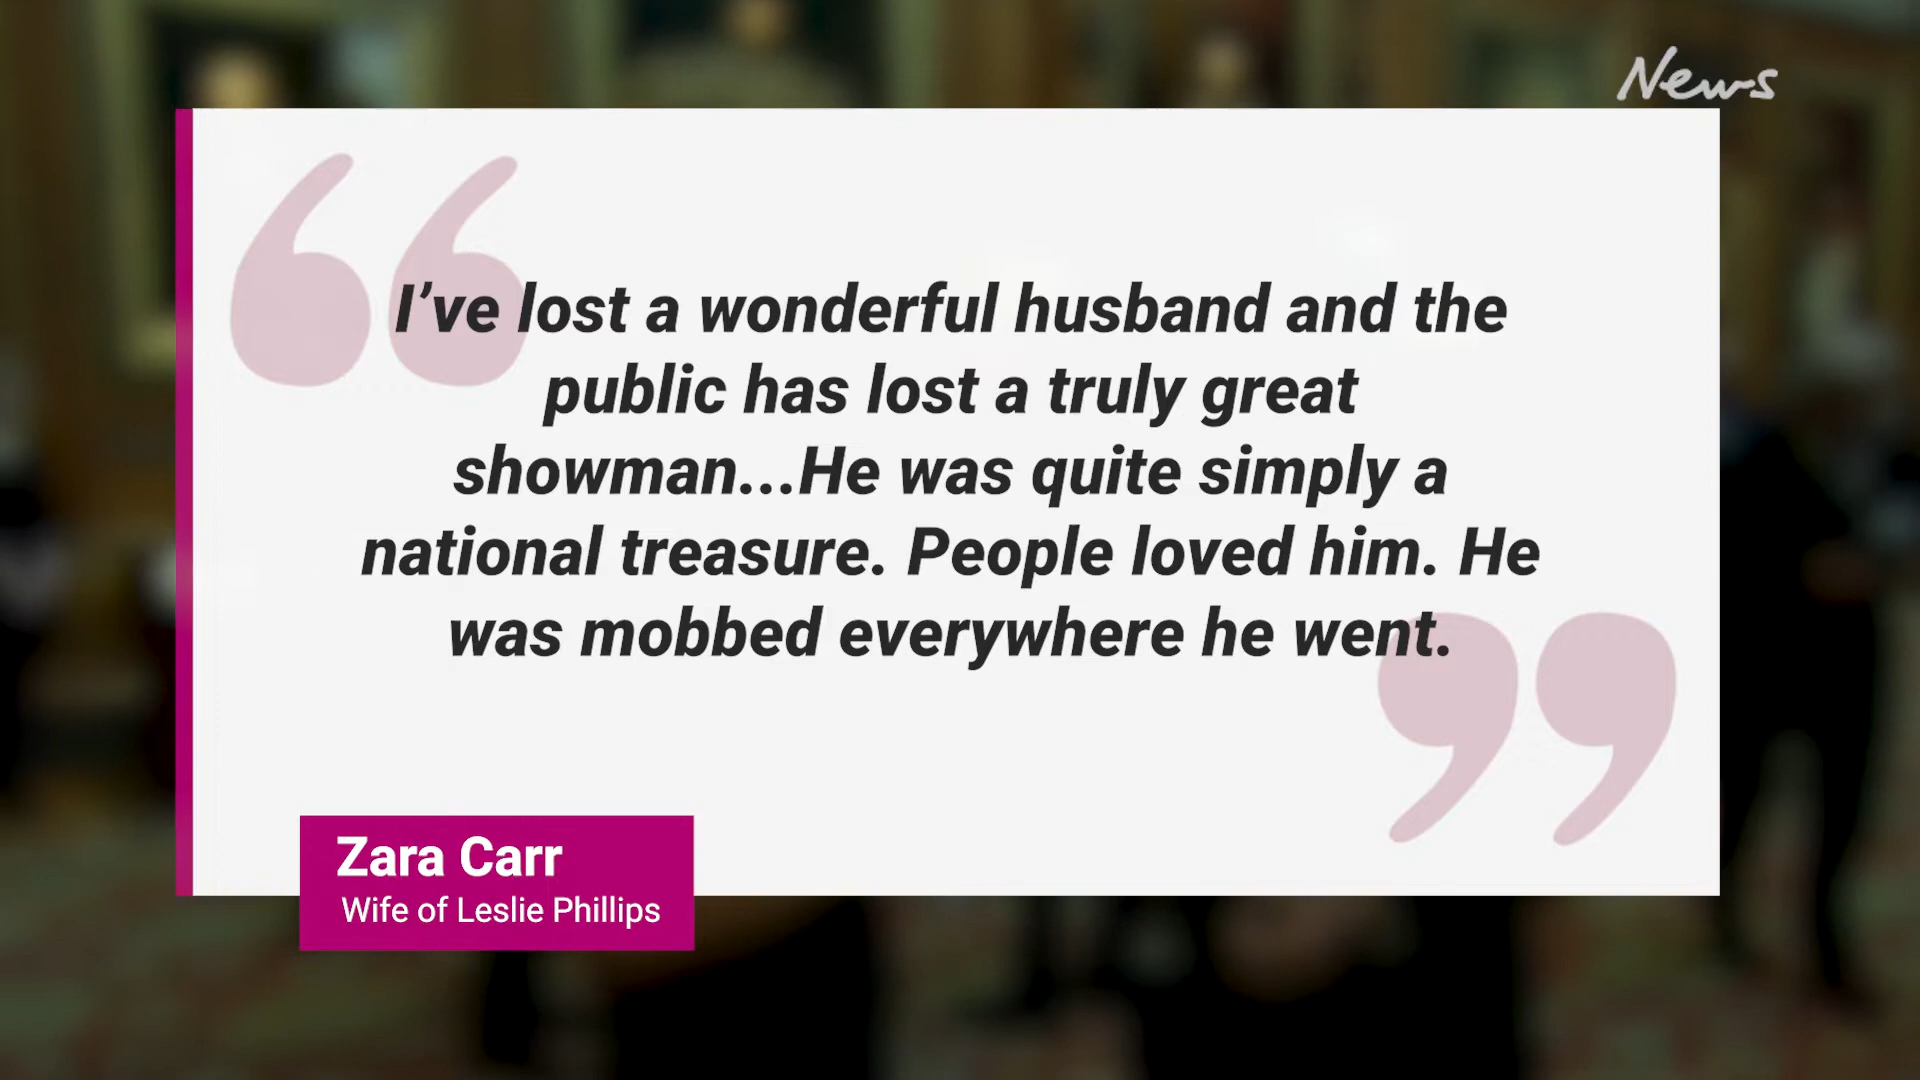 News
I’ve lost a wonderful husband and the
public has lost a truly great
showman...He was quite simply a
national treasure. People loved him. He
was mobbed everywhere he went.
Zara Carr
Wife of Leslie Phillips